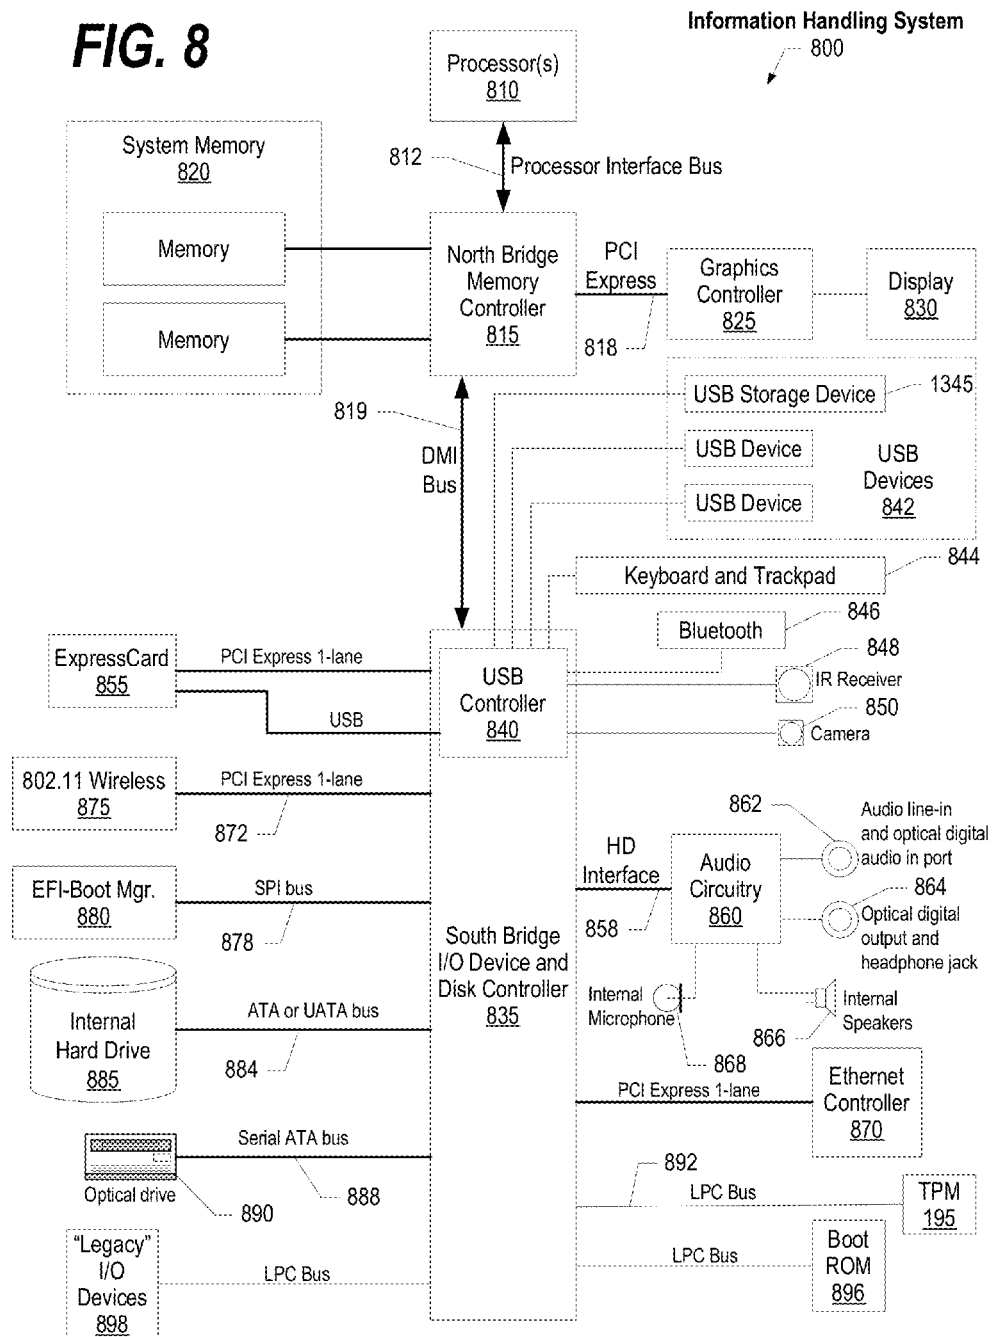 FIG. 8
Information Handling System
800
Processor(s)
810
812
Processor Interface Bus
System Memory
820
Memory
Memory
North Bridge
Memory
Controller
815
PCI
Express
818
Graphics
Controller
825
Display
830
819
DMI
Bus
USB Storage Device
1345
USB Device
USB Device
USB
Devices
842
Keyboard and Trackpad
844
Bluetooth
846
848
IR Receiver
850
Camera
ExpressCard
855
PCI Express 1-lane
USB
USB
Controller
840
802.11 Wireless
875
PCI Express 1-lane
872
EFI-Boot Mgr.
880
SPI bus
878
Internal
Hard Drive
885
ATA or UATA bus
884
South Bridge
I/O Device and
Disk Controller
835
HD
Interface
858
Audio
Circuitry
860
862
Audio line-in
and optical digital
audio in port
864
Optical digital
output and
headphone jack
Internal
Microphone
868
Internal
Speakers
866
PCI Express 1-lane
Ethernet
Controller
870
Optical drive
890
Serial ATA bus
888
892
LPC Bus
TPM
195
"Legacy"
I/O
Devices
898
LPC Bus
LPC Bus
Boot
ROM
896